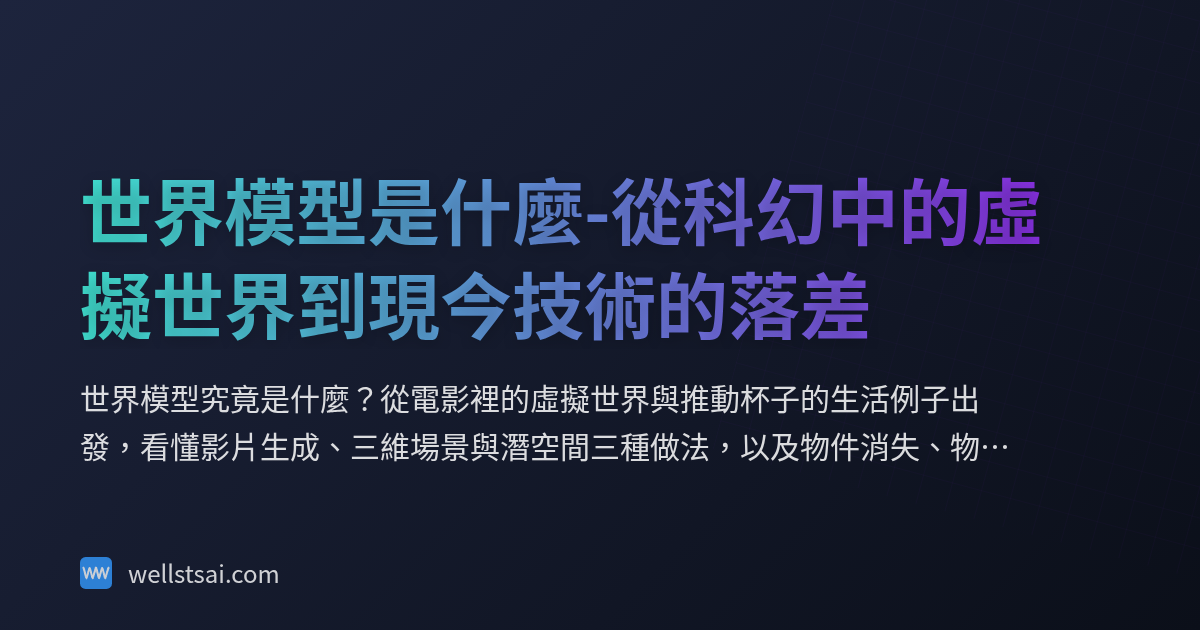 世界模型是什麼-從科幻中的虛
擬世界到現今技術的落差
世界模型究竟是什麼？從電影裡的虛擬世界與推動杯子的生活例子出
發，看懂影片生成、三維場景與潛空間三種做法，以及物件消失、物…
wellstsai.com